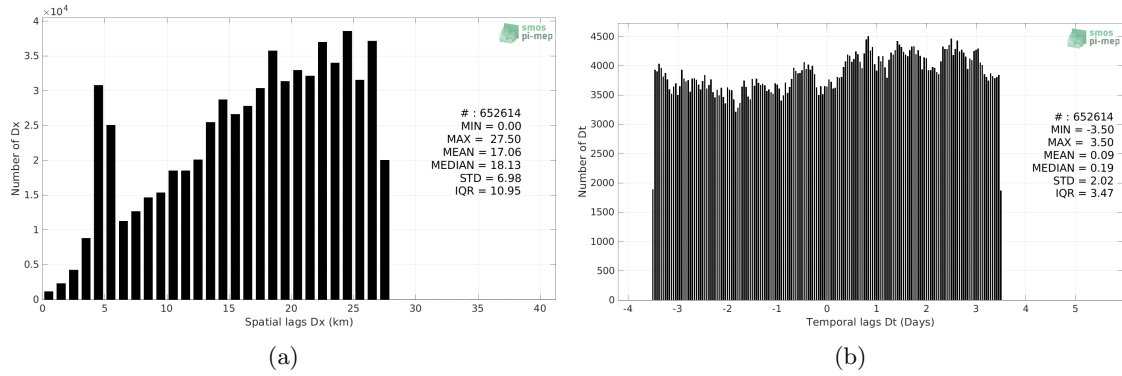 ×10⁴
4
3.5
3
2.5
2
1.5
1
0.5
0
Number of Dx
smos
pi-mep
# : 652614
MIN = 0.00
MAX = 27.50
MEAN = 17.06
MEDIAN = 18.13
STD = 6.98
IQR = 10.95
0 5 10 15 20 25 30 35 40
Spatial lags Dx (km)
(a)
4500
4000
3500
3000
2500
2000
1500
1000
500
0
Number of Dt
smos
pi-mep
# : 652614
MIN = -3.50
MAX = 3.50
MEAN = 0.09
MEDIAN = 0.19
STD = 2.02
IQR = 3.47
-4 -3 -2 -1 0 1 2 3 4 5 6
Temporal lags Dt (Days)
(b)